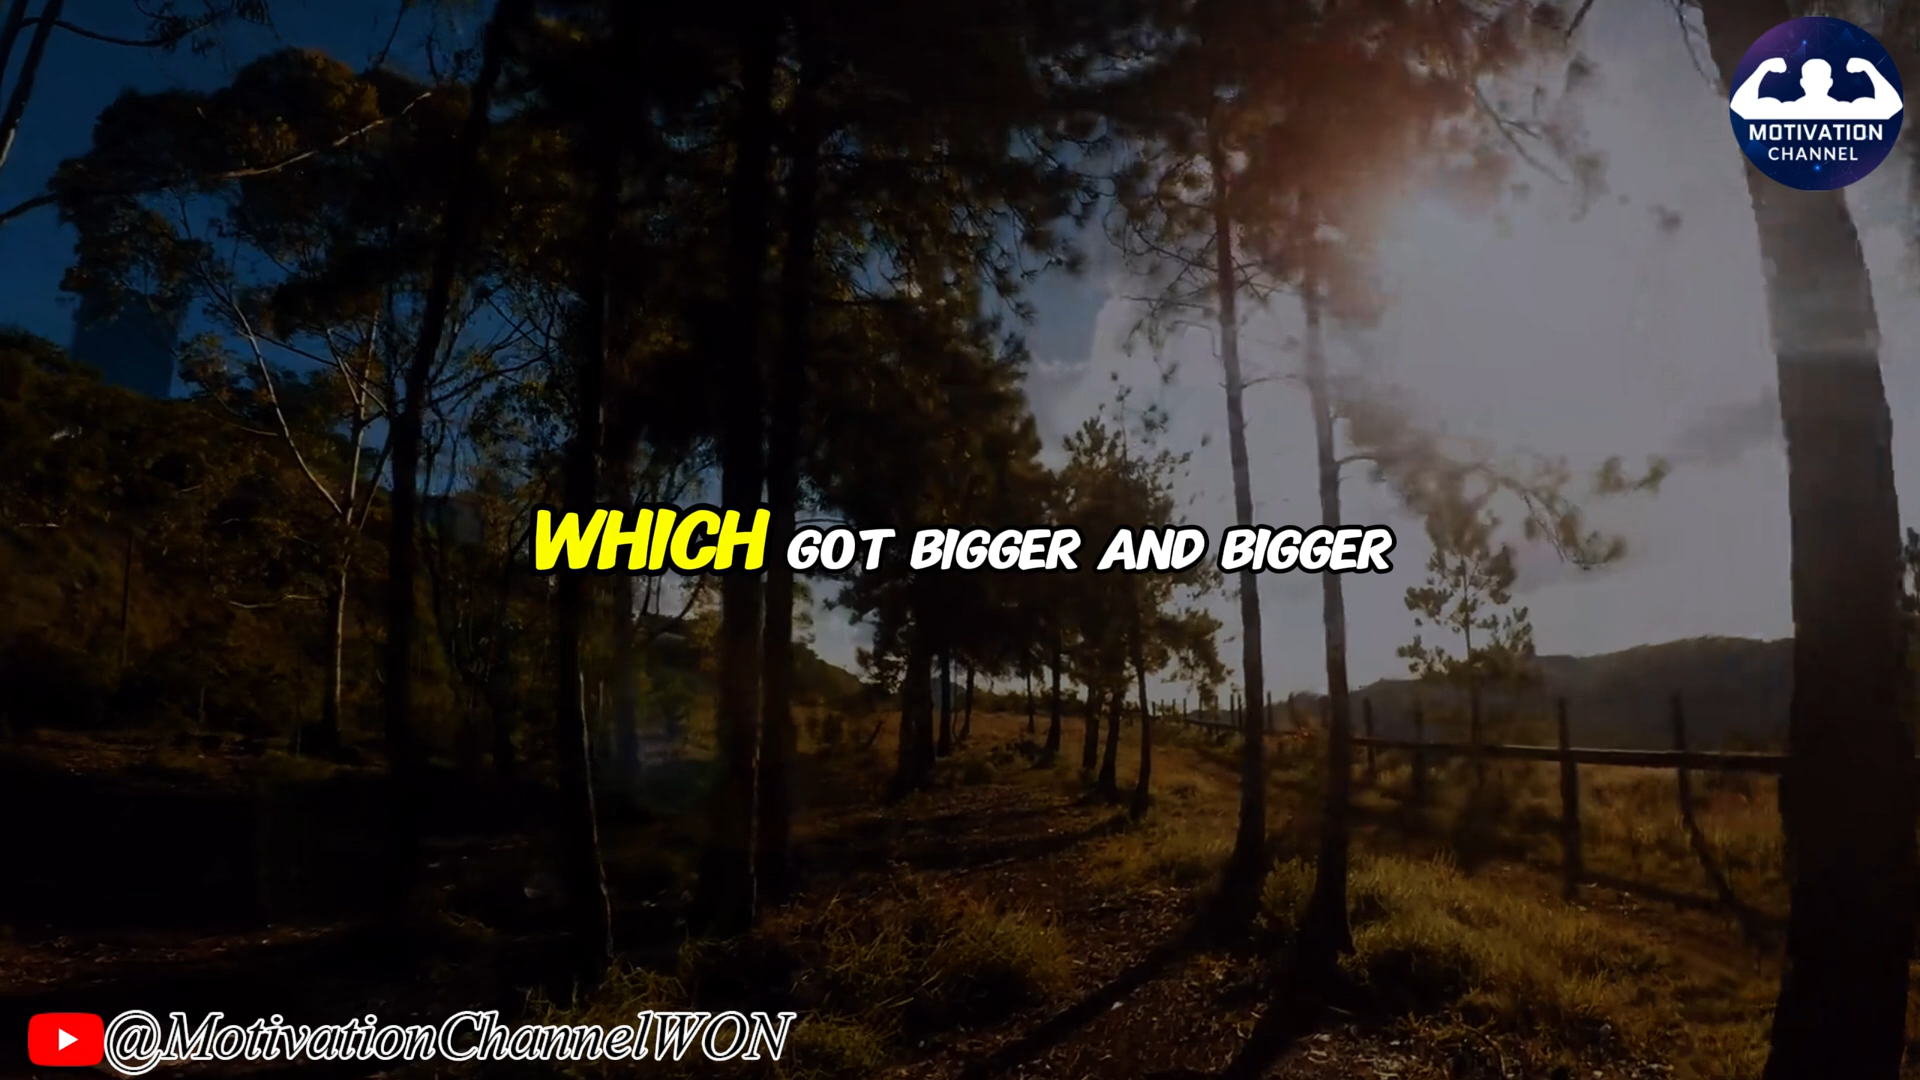 MOTIVATION
CHANNEL
WHICH GOT BIGGER AND BIGGER
@MotivationChannelWON